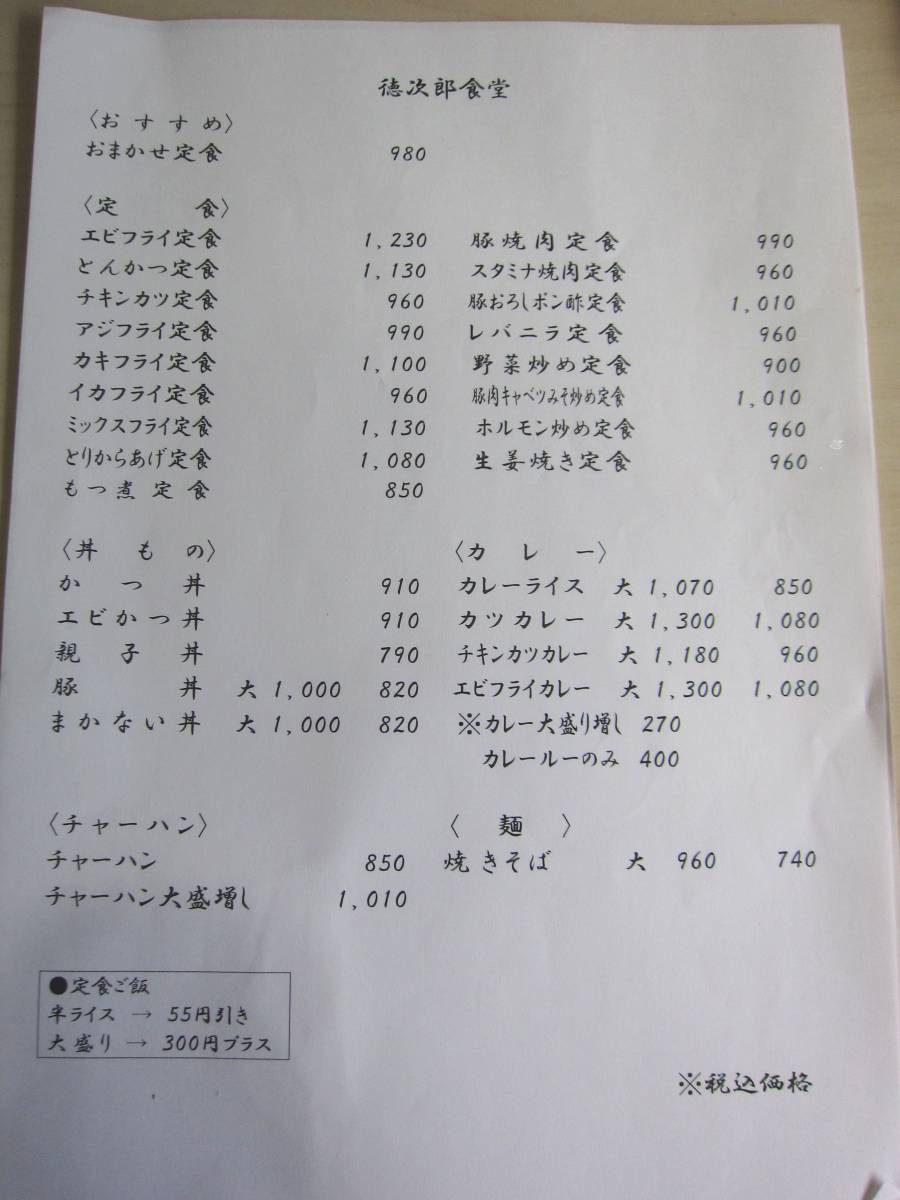 徳次郎食堂
〈おすすめ〉
おまかせ定食 980
〈定 食〉
エビフライ定食 1,230
とんかつ定食 1,130
チキンカツ定食 960
アジフライ定食 990
カキフライ定食 1,100
イカフライ定食 960
ミックスフライ定食 1,130
とりからあげ定食 1,080
もつ煮定食 850
豚焼肉定食 990
スタミナ焼肉定食 960
豚おろしポン酢定食 1,010
レバニラ定食 960
野菜炒め定食 900
豚肉キャベツみそ炒め定食 1,010
ホルモン炒め定食 960
生姜焼き定食 960
〈丼もの〉
かつ丼 910
エビかつ丼 910
親子丼 790
豚丼 大 1,000 820
まかない丼 大 1,000 820
〈カレー〉
カレーライス 大 1,070 850
カツカレー 大 1,300 1,080
チキンカツカレー 大 1,180 960
エビフライカレー 大 1,300 1,080
※カレー大盛り増し 270
カレールーのみ 400
〈チャーハン〉
チャーハン 850
チャーハン大盛増し 1,010
〈 麺 〉
焼きそば 大 960 740
●定食ご飯
半ライス → 55円引き
大盛り → 300円プラス
※税込価格